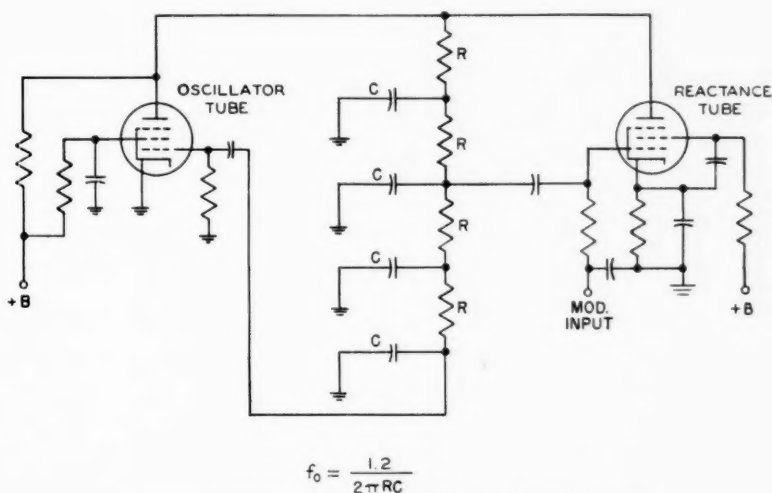 R
OSCILLATOR
TUBE
C
REACTANCE
TUBE
R
C
R
C
+B
R
MOD.
INPUT
+B
C
f₀ = 1.2 / 2πRC